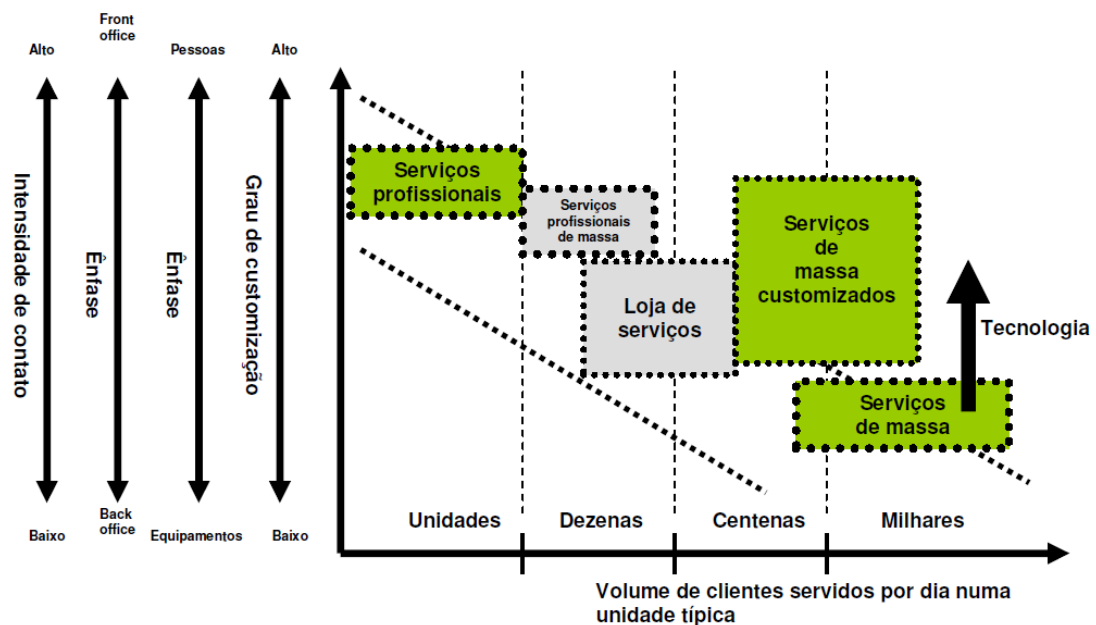 Front
office
Alto
Pessoas
Alto
Intensidade de contato
Ênfase
Ênfase
Grau de customização
Baixo
Back
office
Equipamentos
Baixo
Serviços
profissionais
Serviços
profissionais
de massa
Loja de
serviços
Serviços
de
massa
customizados
Tecnologia
Serviços
de massa
Unidades
Dezenas
Centenas
Milhares
Volume de clientes servidos por dia numa
unidade típica